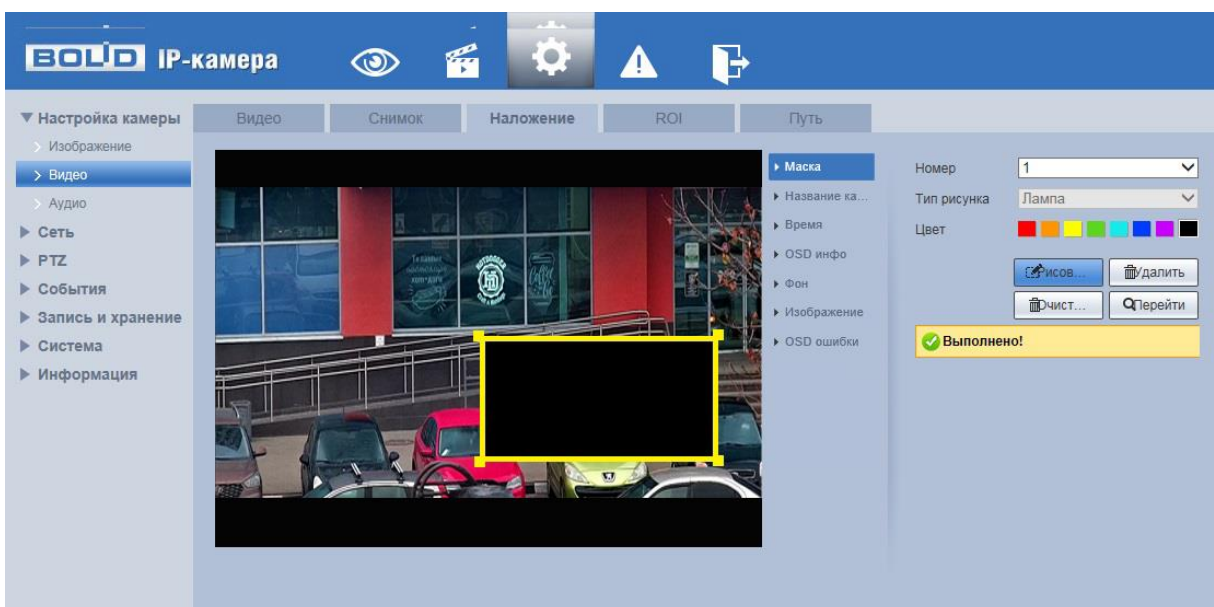 BOLID IP-камера
Настройка камеры
Изображение
Видео
Аудио
Сеть
PTZ
События
Запись и хранение
Система
Информация
Видео Снимок Наложение ROI Путь
Маска
Название ка...
Время
OSD инфо
Фон
Изображение
OSD ошибки
Номер 1
Тип рисунка Лампа
Цвет
Рисов... Удалить
Очист... Перейти
Выполнено!